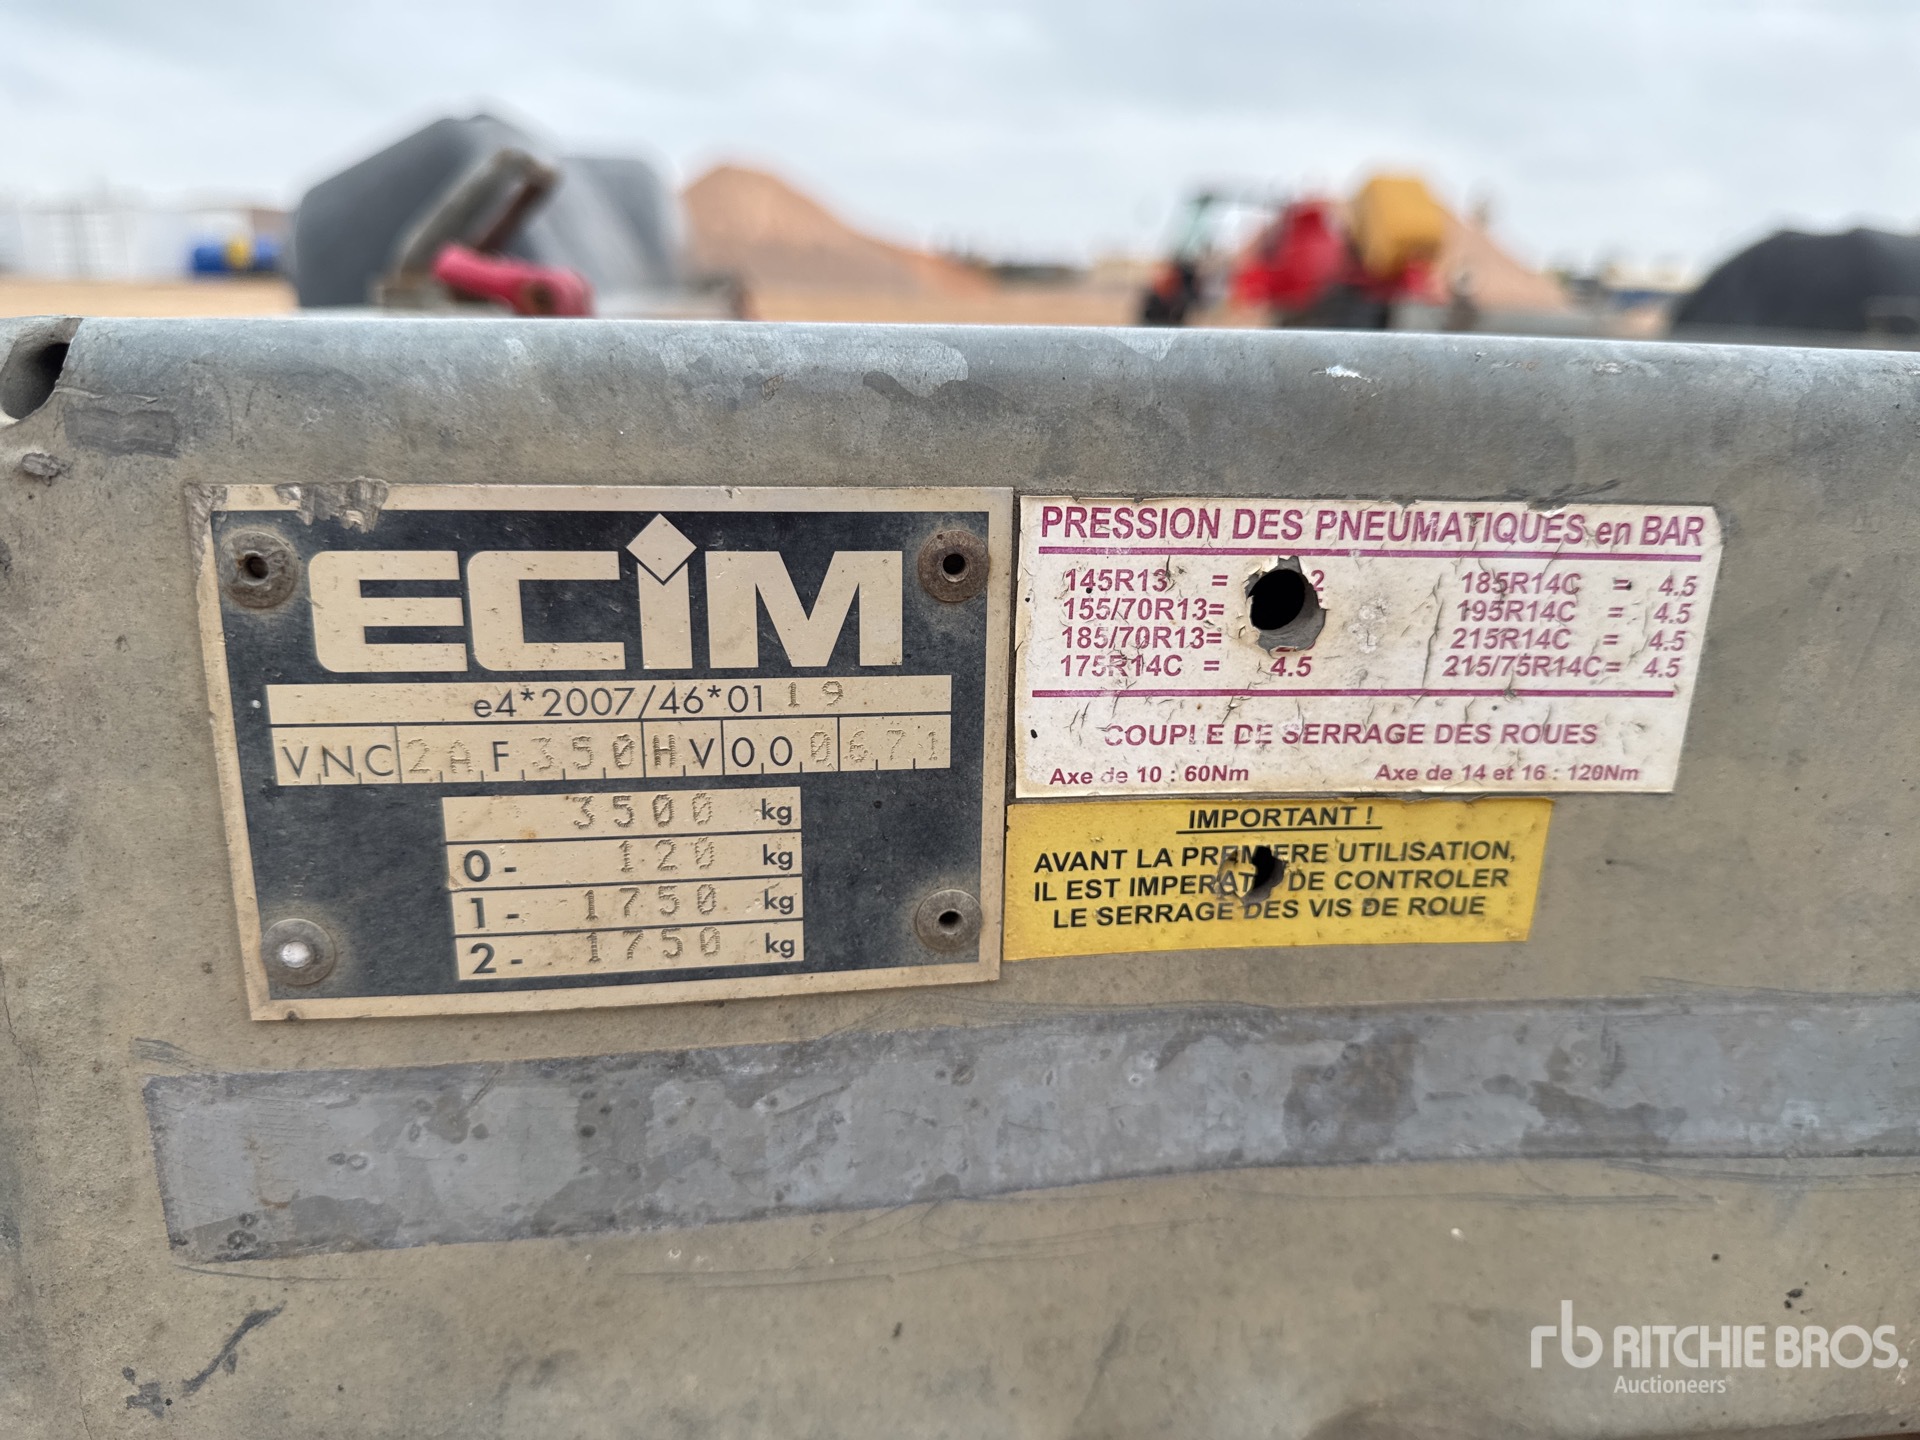 ECIM
e4*2007/46*0119
VNC2AF350HV000671
3500 kg
0- 120 kg
1- 1750 kg
2- 1750 kg
PRESSION DES PNEUMATIQUES en BAR
145R13 = 2 185R14C = 4.5
155/70R13= 195R14C = 4.5
185/70R13= 215R14C = 4.5
175R14C = 4.5 215/75R14C= 4.5
COUPLE DE SERRAGE DES ROUES
Axe de 10 : 60Nm Axe de 14 et 16 : 120Nm
IMPORTANT !
AVANT LA PREMIERE UTILISATION,
IL EST IMPERATIF DE CONTROLER
LE SERRAGE DES VIS DE ROUE
rb RITCHIE BROS.
Auctioneers